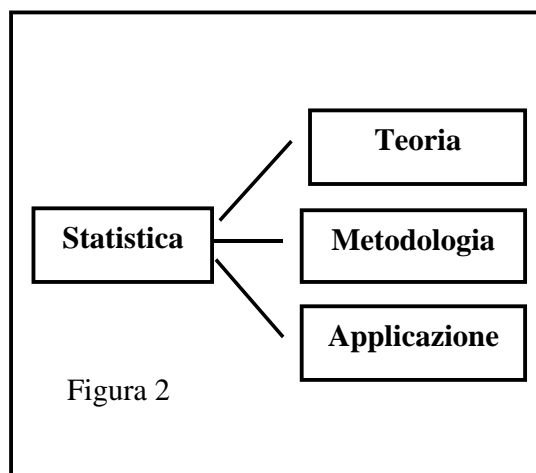 Teoria
Statistica
Metodologia
Applicazione
Figura 2